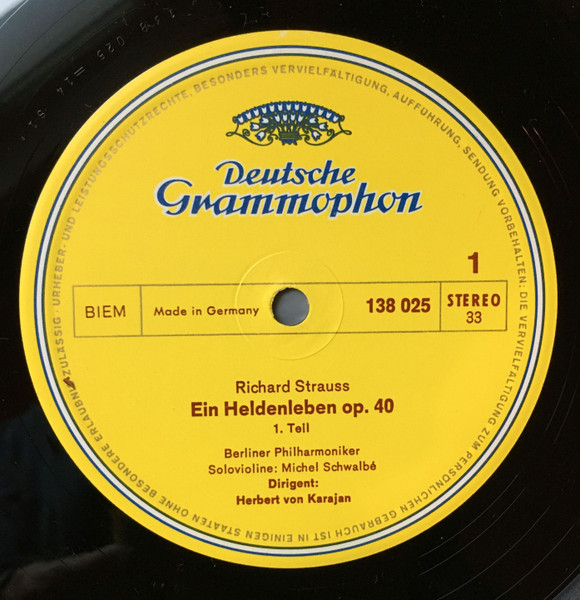 Deutsche
Grammophon
1
BIEM
Made in Germany
138 025
STEREO
33
Richard Strauss
Ein Heldenleben op. 40
1. Teil
Berliner Philharmoniker
Solovioline: Michel Schwalbé
Dirigent:
Herbert von Karajan
URHEBER- UND LEISTUNGSSCHUTZRECHTE, BESONDERS VERVIELFÄLTIGUNG, AUFFÜHRUNG, SENDUNG VORBEHALTEN; DIE VERVIELFÄLTIGUNG ZUM PERSÖNLICHEN GEBRAUCH IST IN EINIGEN STAATEN OHNE BESONDERE ERLAUBNIS ZULÄSSIG ·